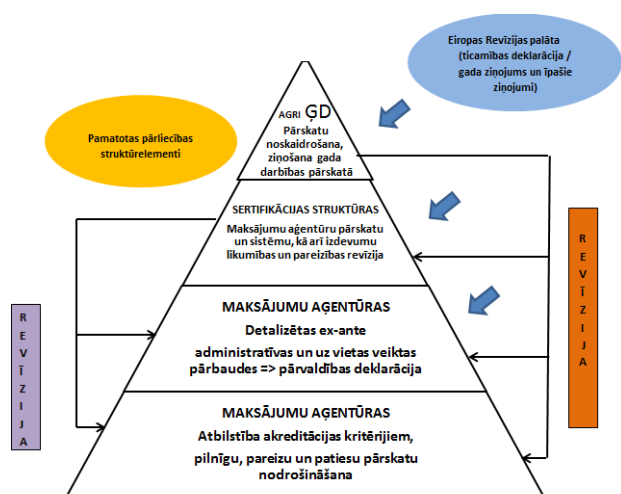 Eiropas Revīzijas palāta
(ticamības deklarācija /
gada ziņojums un īpašie
ziņojumi)
Pamatotas pārliecības
struktūrelementi
AGRI ĢD
Pārskatu
noskaidrošana,
ziņošana gada
darbības pārskatā
SERTIFIKĀCIJAS STRUKTŪRAS
Maksājumu aģentūru pārskatu
un sistēmu, kā arī izdevumu
likumības un pareizības revīzija
MAKSĀJUMU AĢENTŪRAS
Detalizētas ex-ante
administratīvas un uz vietas veiktas
pārbaudes => pārvaldības deklarācija
MAKSĀJUMU AĢENTŪRAS
Atbilstība akreditācijas kritērijiem,
pilnīgu, pareizu un patiesu pārskatu
nodrošināāšana
REVĪZIJA
REVĪZIJA